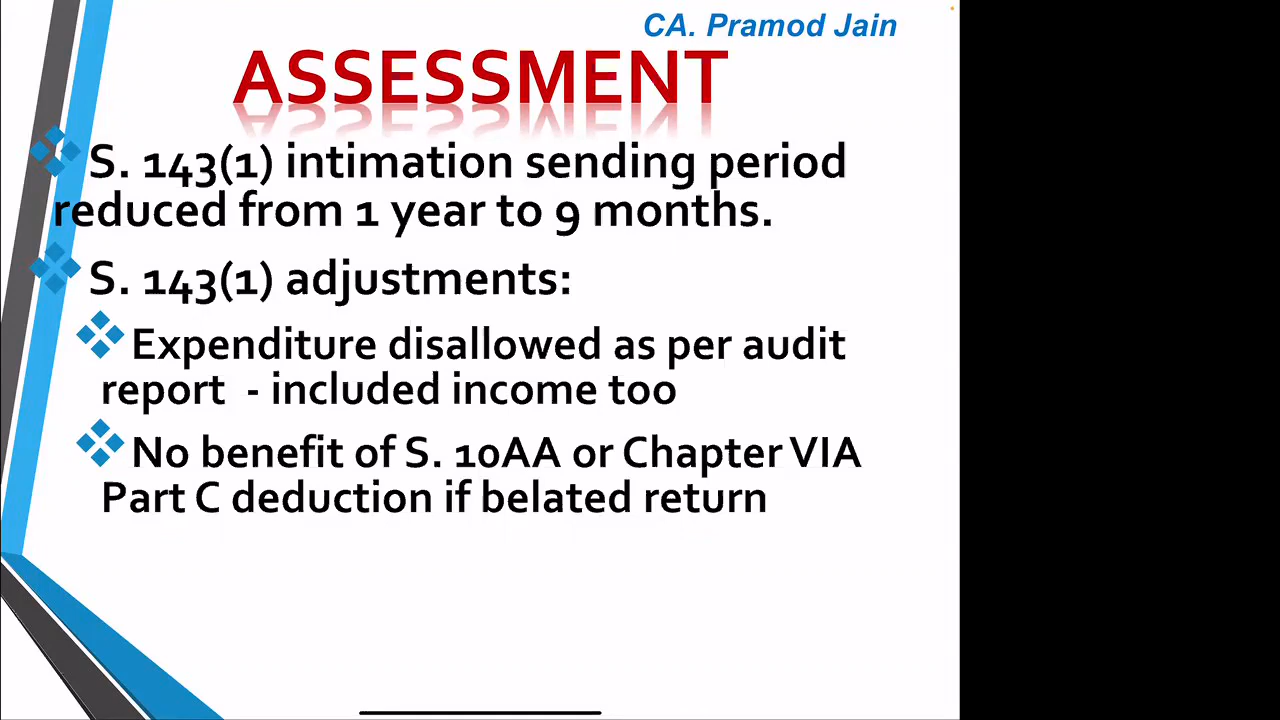 CA. Pramod Jain
ASSESSMENT
S. 143(1) intimation sending period
reduced from 1 year to 9 months.
S. 143(1) adjustments:
Expenditure disallowed as per audit
report - included income too
No benefit of S. 10AA or Chapter VIA
Part C deduction if belated return